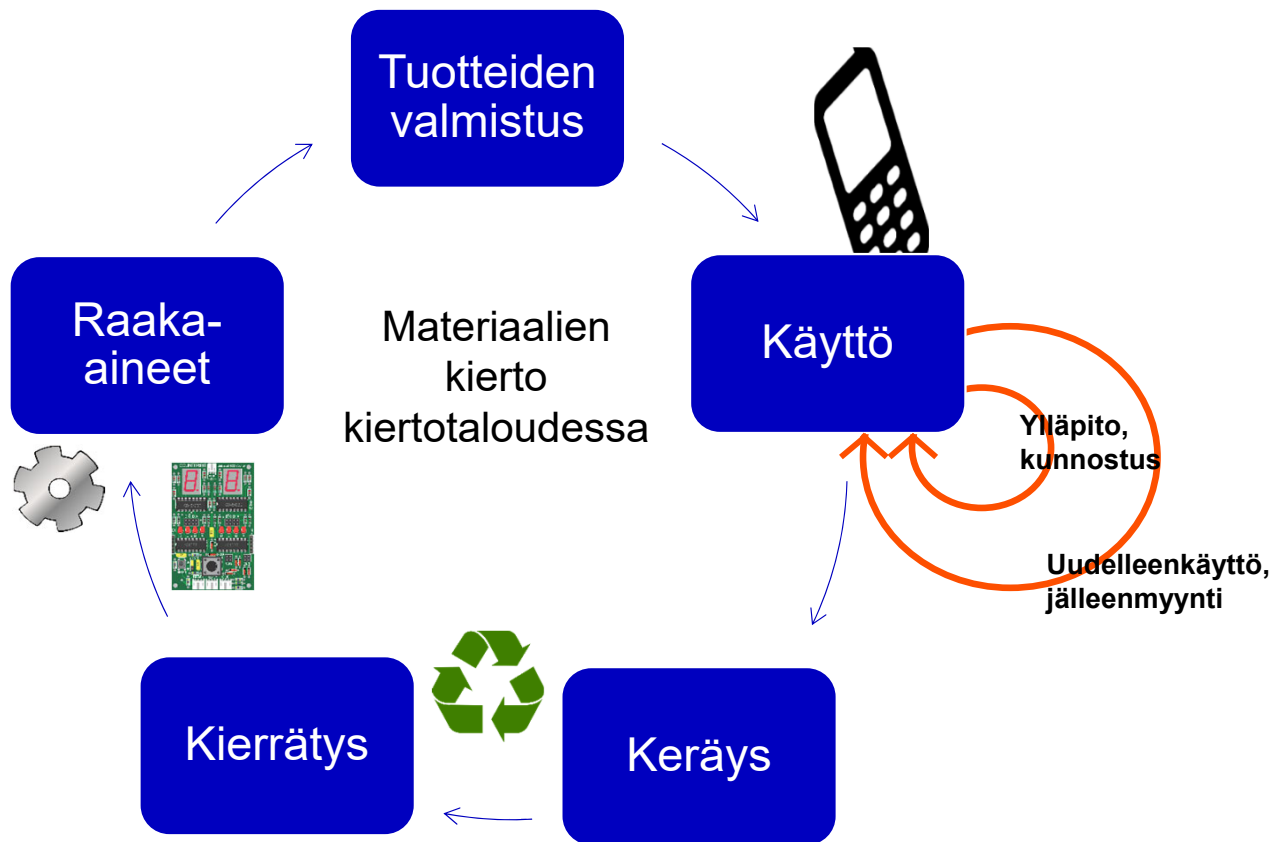 Tuotteiden
valmistus
Raaka-
aineet
Materiaalien
kierto
kiertotaloudessa
Käyttö
Ylläpito,
kunnostus
Uudelleenkäyttö,
jälleenmyynti
Kierrätys
Keräys